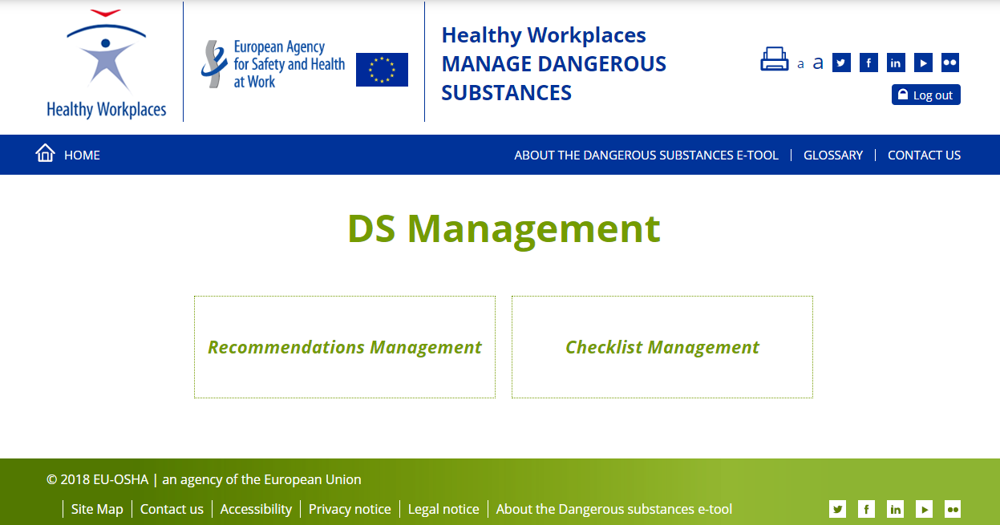 Healthy Workplaces
European Agency
for Safety and Health
at Work
Healthy Workplaces
MANAGE DANGEROUS
SUBSTANCES
a a
Log out
HOME
ABOUT THE DANGEROUS SUBSTANCES E-TOOL | GLOSSARY | CONTACT US
DS Management
Recommendations Management
Checklist Management
© 2018 EU-OSHA | an agency of the European Union
Site Map | Contact us | Accessibility | Privacy notice | Legal notice | About the Dangerous substances e-tool